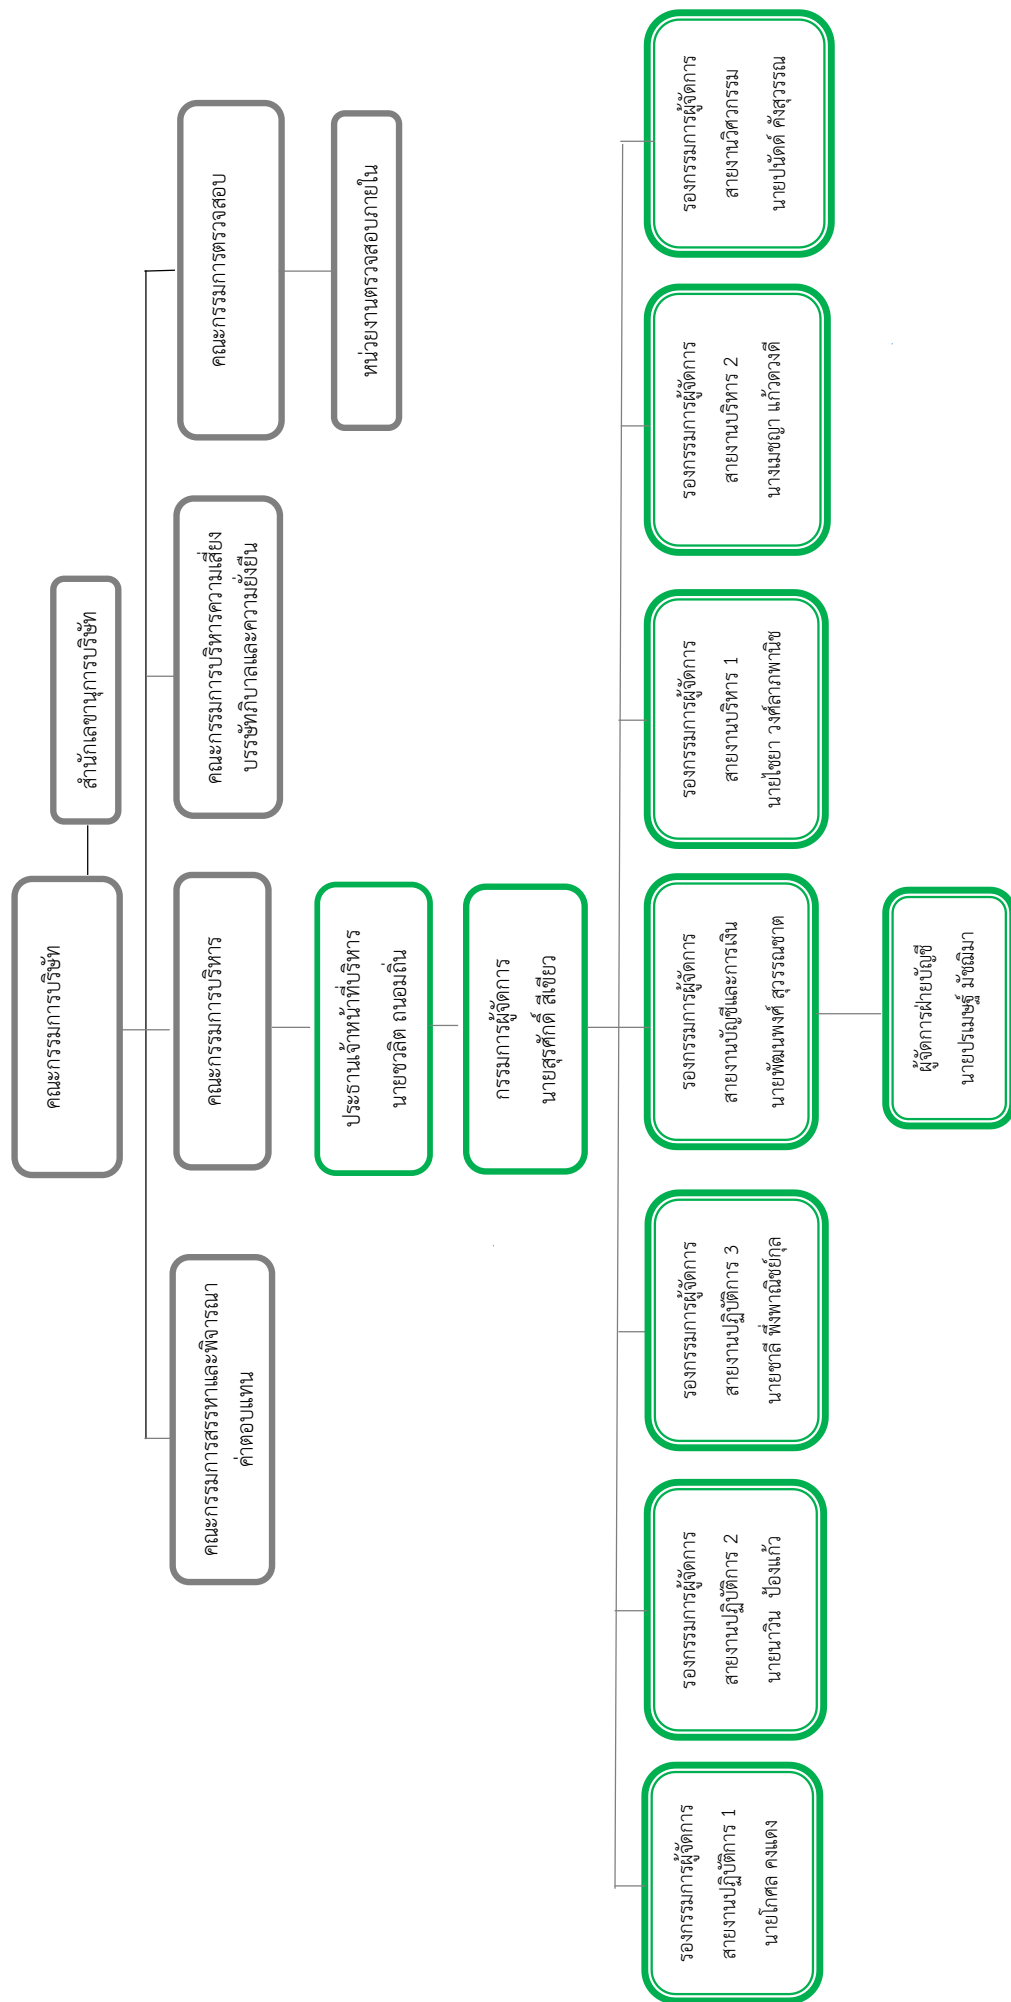 คณะกรรมการบริษัท
สำนักเลขานุการบริษัท
คณะกรรมการสรรหาและพิจารณา
ค่าตอบแทน
คณะกรรมการบริหาร
คณะกรรมการบริหารความเสี่ยง
บรรษัทภิบาลและความยั่งยืน
คณะกรรมการตรวจสอบ
หน่วยงานตรวจสอบภายใน
ประธานเจ้าหน้าที่บริหาร
นายชวลิต ถนอมถิ่น
กรรมการผู้จัดการ
นายสุรศักดิ์ สีเขียว
รองกรรมการผู้จัดการ
สายงานปฏิบัติการ 1
นายโกศล คงแดง
รองกรรมการผู้จัดการ
สายงานปฏิบัติการ 2
นายนาวิน ป้องแก้ว
รองกรรมการผู้จัดการ
สายงานปฏิบัติการ 3
นายชาลี พึ่งพาณิชย์กุล
รองกรรมการผู้จัดการ
สายงานบัญชีและการเงิน
นายพัฒนพงศ์ สุวรรณชาต
รองกรรมการผู้จัดการ
สายงานบริหาร 1
นายไชยา วงศ์ลาภพานิช
รองกรรมการผู้จัดการ
สายงานบริหาร 2
นางเมชญา แก้วดวงดี
รองกรรมการผู้จัดการ
สายงานวิศวกรรม
นายปนัดด์ คังสุวรรณ
ผู้จัดการฝ่ายบัญชี
นายปรเมษฐ์ มัชฌิมา